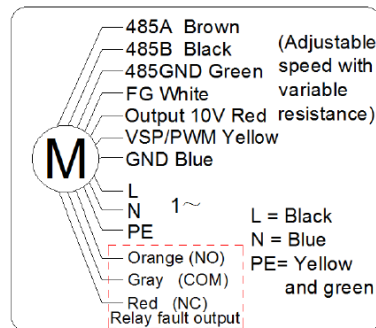 485A Brown
485B Black
485GND Green
FG White
Output 10V Red
VSP/PWM Yellow
GND Blue
(Adjustable
speed with
variable
resistance)
M
L
N
PE
1～
L = Black
N = Blue
PE= Yellow
and green
Orange (NO)
Gray (COM)
Red (NC)
Relay fault output